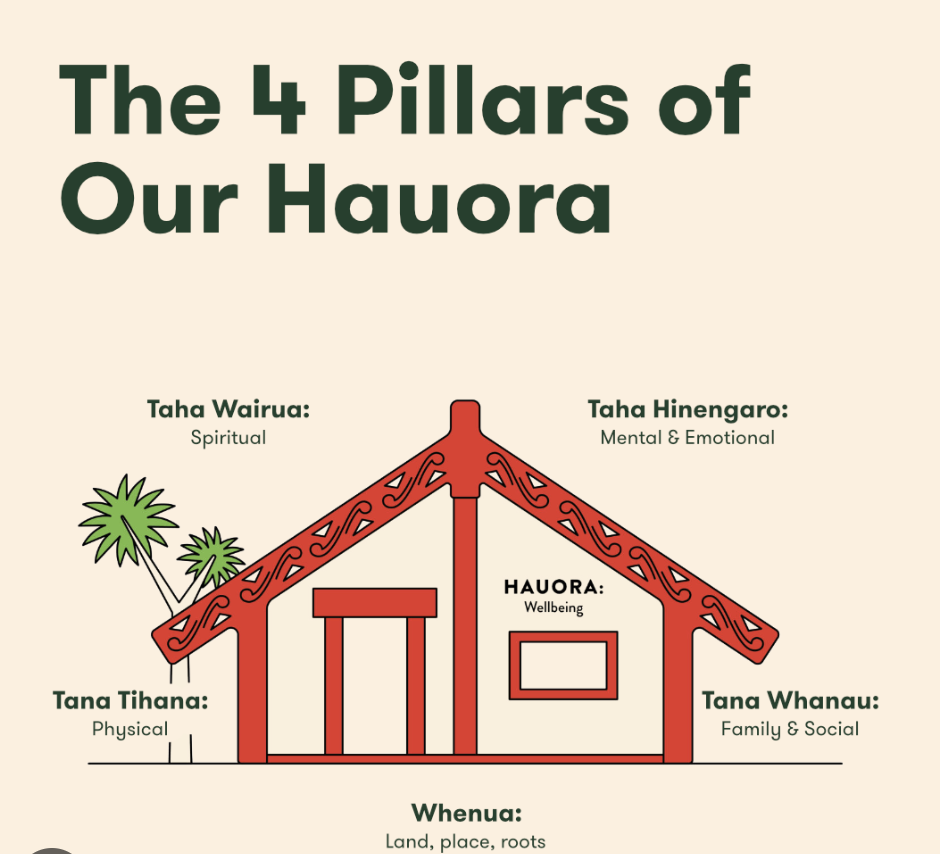 The 4 Pillars of
Our Hauora
Taha Wairua:
Spiritual
Taha Hinengaro:
Mental & Emotional
HAUORA:
Wellbeing
Tana Tihana:
Physical
Tana Whanau:
Family & Social
Whenua:
Land, place, roots